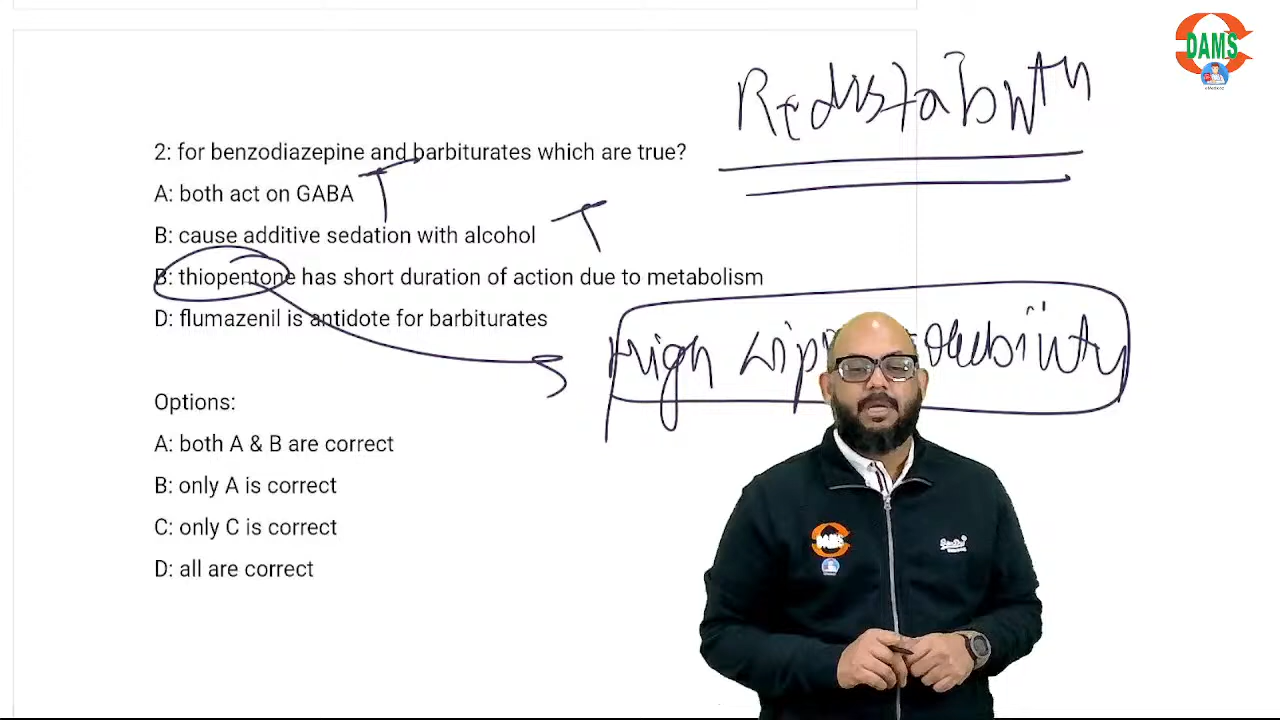 DAMS
2: for benzodiazepine and barbiturates which are true?
A: both act on GABA
T
B: cause additive sedation with alcohol
T
B: thiopentone has short duration of action due to metabolism
D: flumazenil is antidote for barbiturates
High
Options:
A: both A & B are correct
B: only A is correct
C: only C is correct
D: all are correct
DAMS